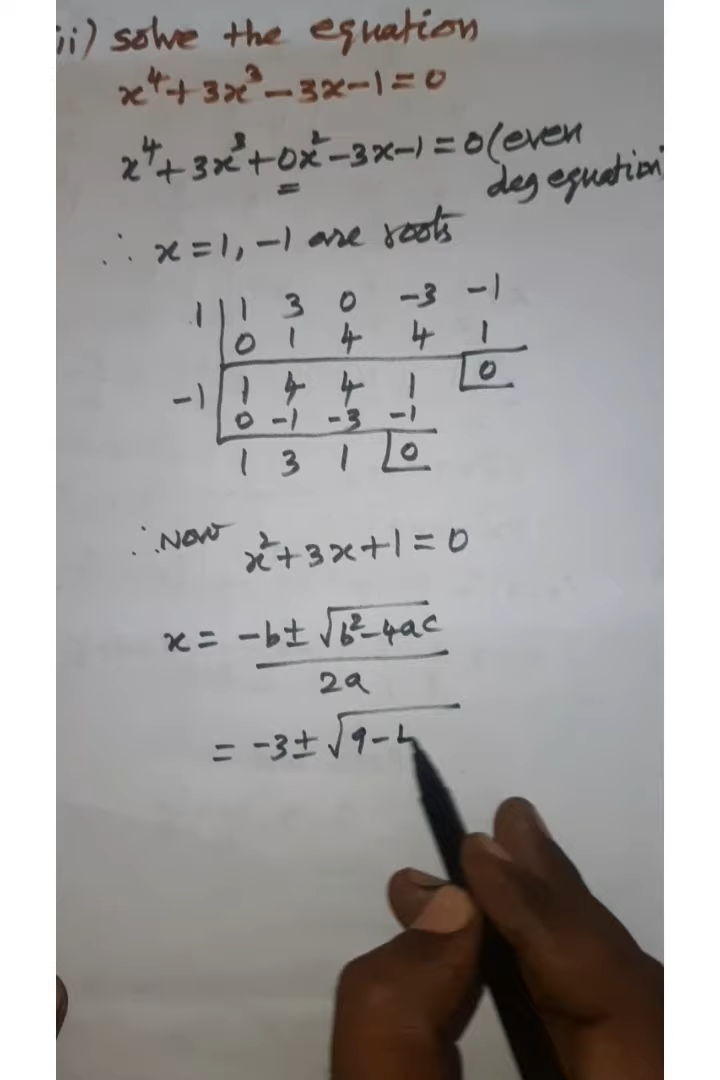 ii) solve the equation
x⁴+3x³-3x-1=0
x⁴+3x³+0x²-3x-1=0 (even
deg equation)
∴ x=1, -1 are roots
1 | 1 3 0 -3 -1
0 1 4 4 1
-1 | 1 4 4 1 |0
0 -1 -3 -1
1 3 1 |0
∴ Now x²+3x+1=0
x = -b±√b²-4ac
2a
= -3±√9-4